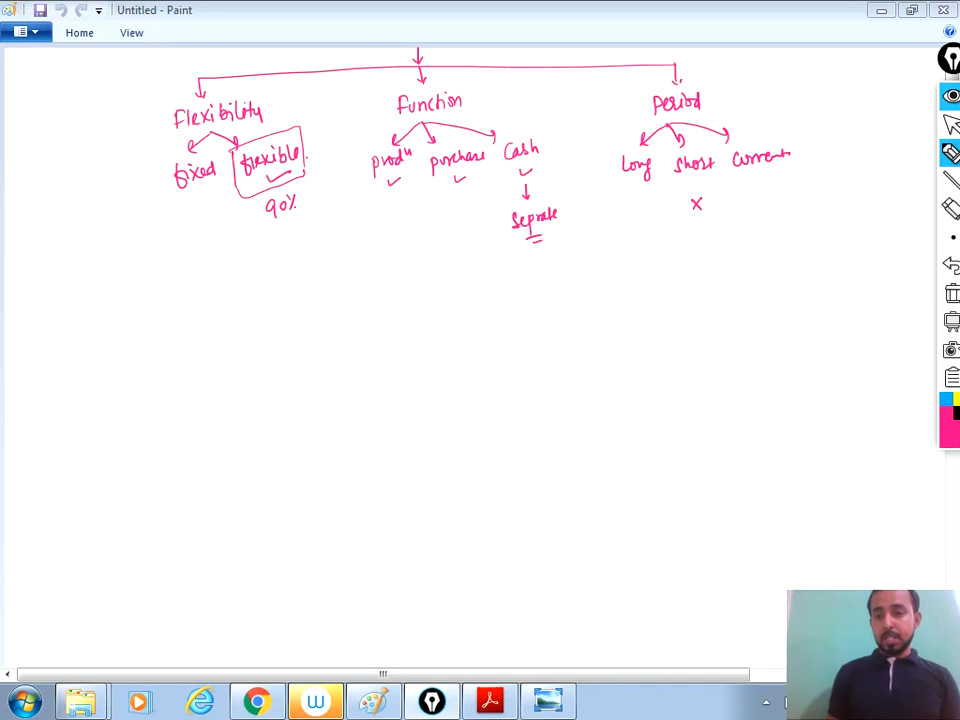 Untitled - Paint
Home
View
Flexibility
Function
Period
fixed
flexible
prodn
purchase
Cash
long
short
current
90%
Seprate
x